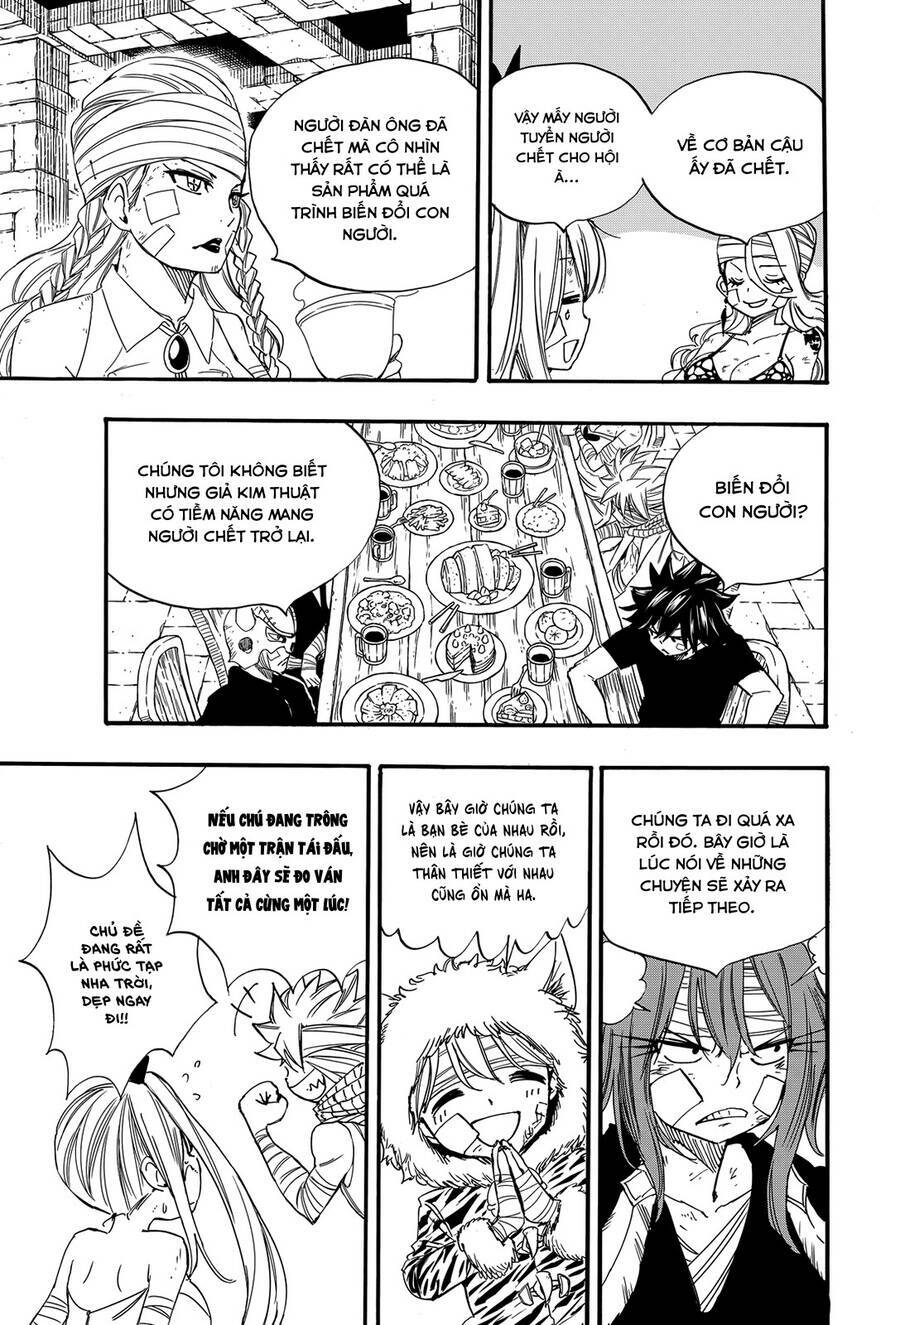 VỀ CƠ BẢN CẬU
ẤY ĐÃ CHẾT.
VẬY MẤY NGƯỜI
TUYỂN NGƯỜI
CHẾT CHO HỘI
À...
NGƯỜI ĐÀN ÔNG ĐÃ
CHẾT MÀ CÔ NHÌN
THẤY RẤT CÓ THỂ LÀ
SẢN PHẨM QUÁ
TRÌNH BIẾN ĐỔI CON
NGƯỜI.
BIẾN ĐỔI
CON NGƯỜI?
CHÚNG TÔI KHÔNG BIẾT
NHƯNG GIẢ KIM THUẬT
CÓ TIỀM NĂNG MANG
NGƯỜI CHẾT TRỞ LẠI.
CHÚNG TA ĐI QUÁ XA
RỒI ĐÓ. BÂY GIỜ LÀ
LÚC NÓI VỀ NHỮNG
CHUYỆN SẼ XẢY RA
TIẾP THEO.
VẬY BÂY GIỜ CHÚNG TA
LÀ BẠN BÈ CỦA NHAU RỒI,
NÊN LÀ GIỜ CHÚNG TA
THÂN THIẾT VỚI NHAU
CŨNG ỔN MÀ HA.
NẾU CHÚ ĐANG TRÔNG
CHỜ MỘT TRẬN TÁI ĐẤU,
ANH ĐÂY SẼ ĐO VÁN
TẤT CẢ CÙNG MỘT LÚC!
CHỦ ĐỀ
ĐANG RẤT
LÀ PHỨC TẠP
NHA TRỜI,
DẸP NGAY
ĐI!!